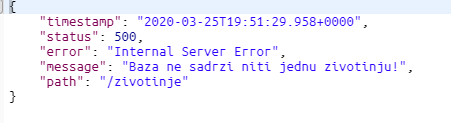 {
"timestamp": "2020-03-25T19:51:29.958+0000",
"status": 500,
"error": "Internal Server Error",
"message": "Baza ne sadrzi niti jednu zivotinju!",
"path": "/zivotinje"
}